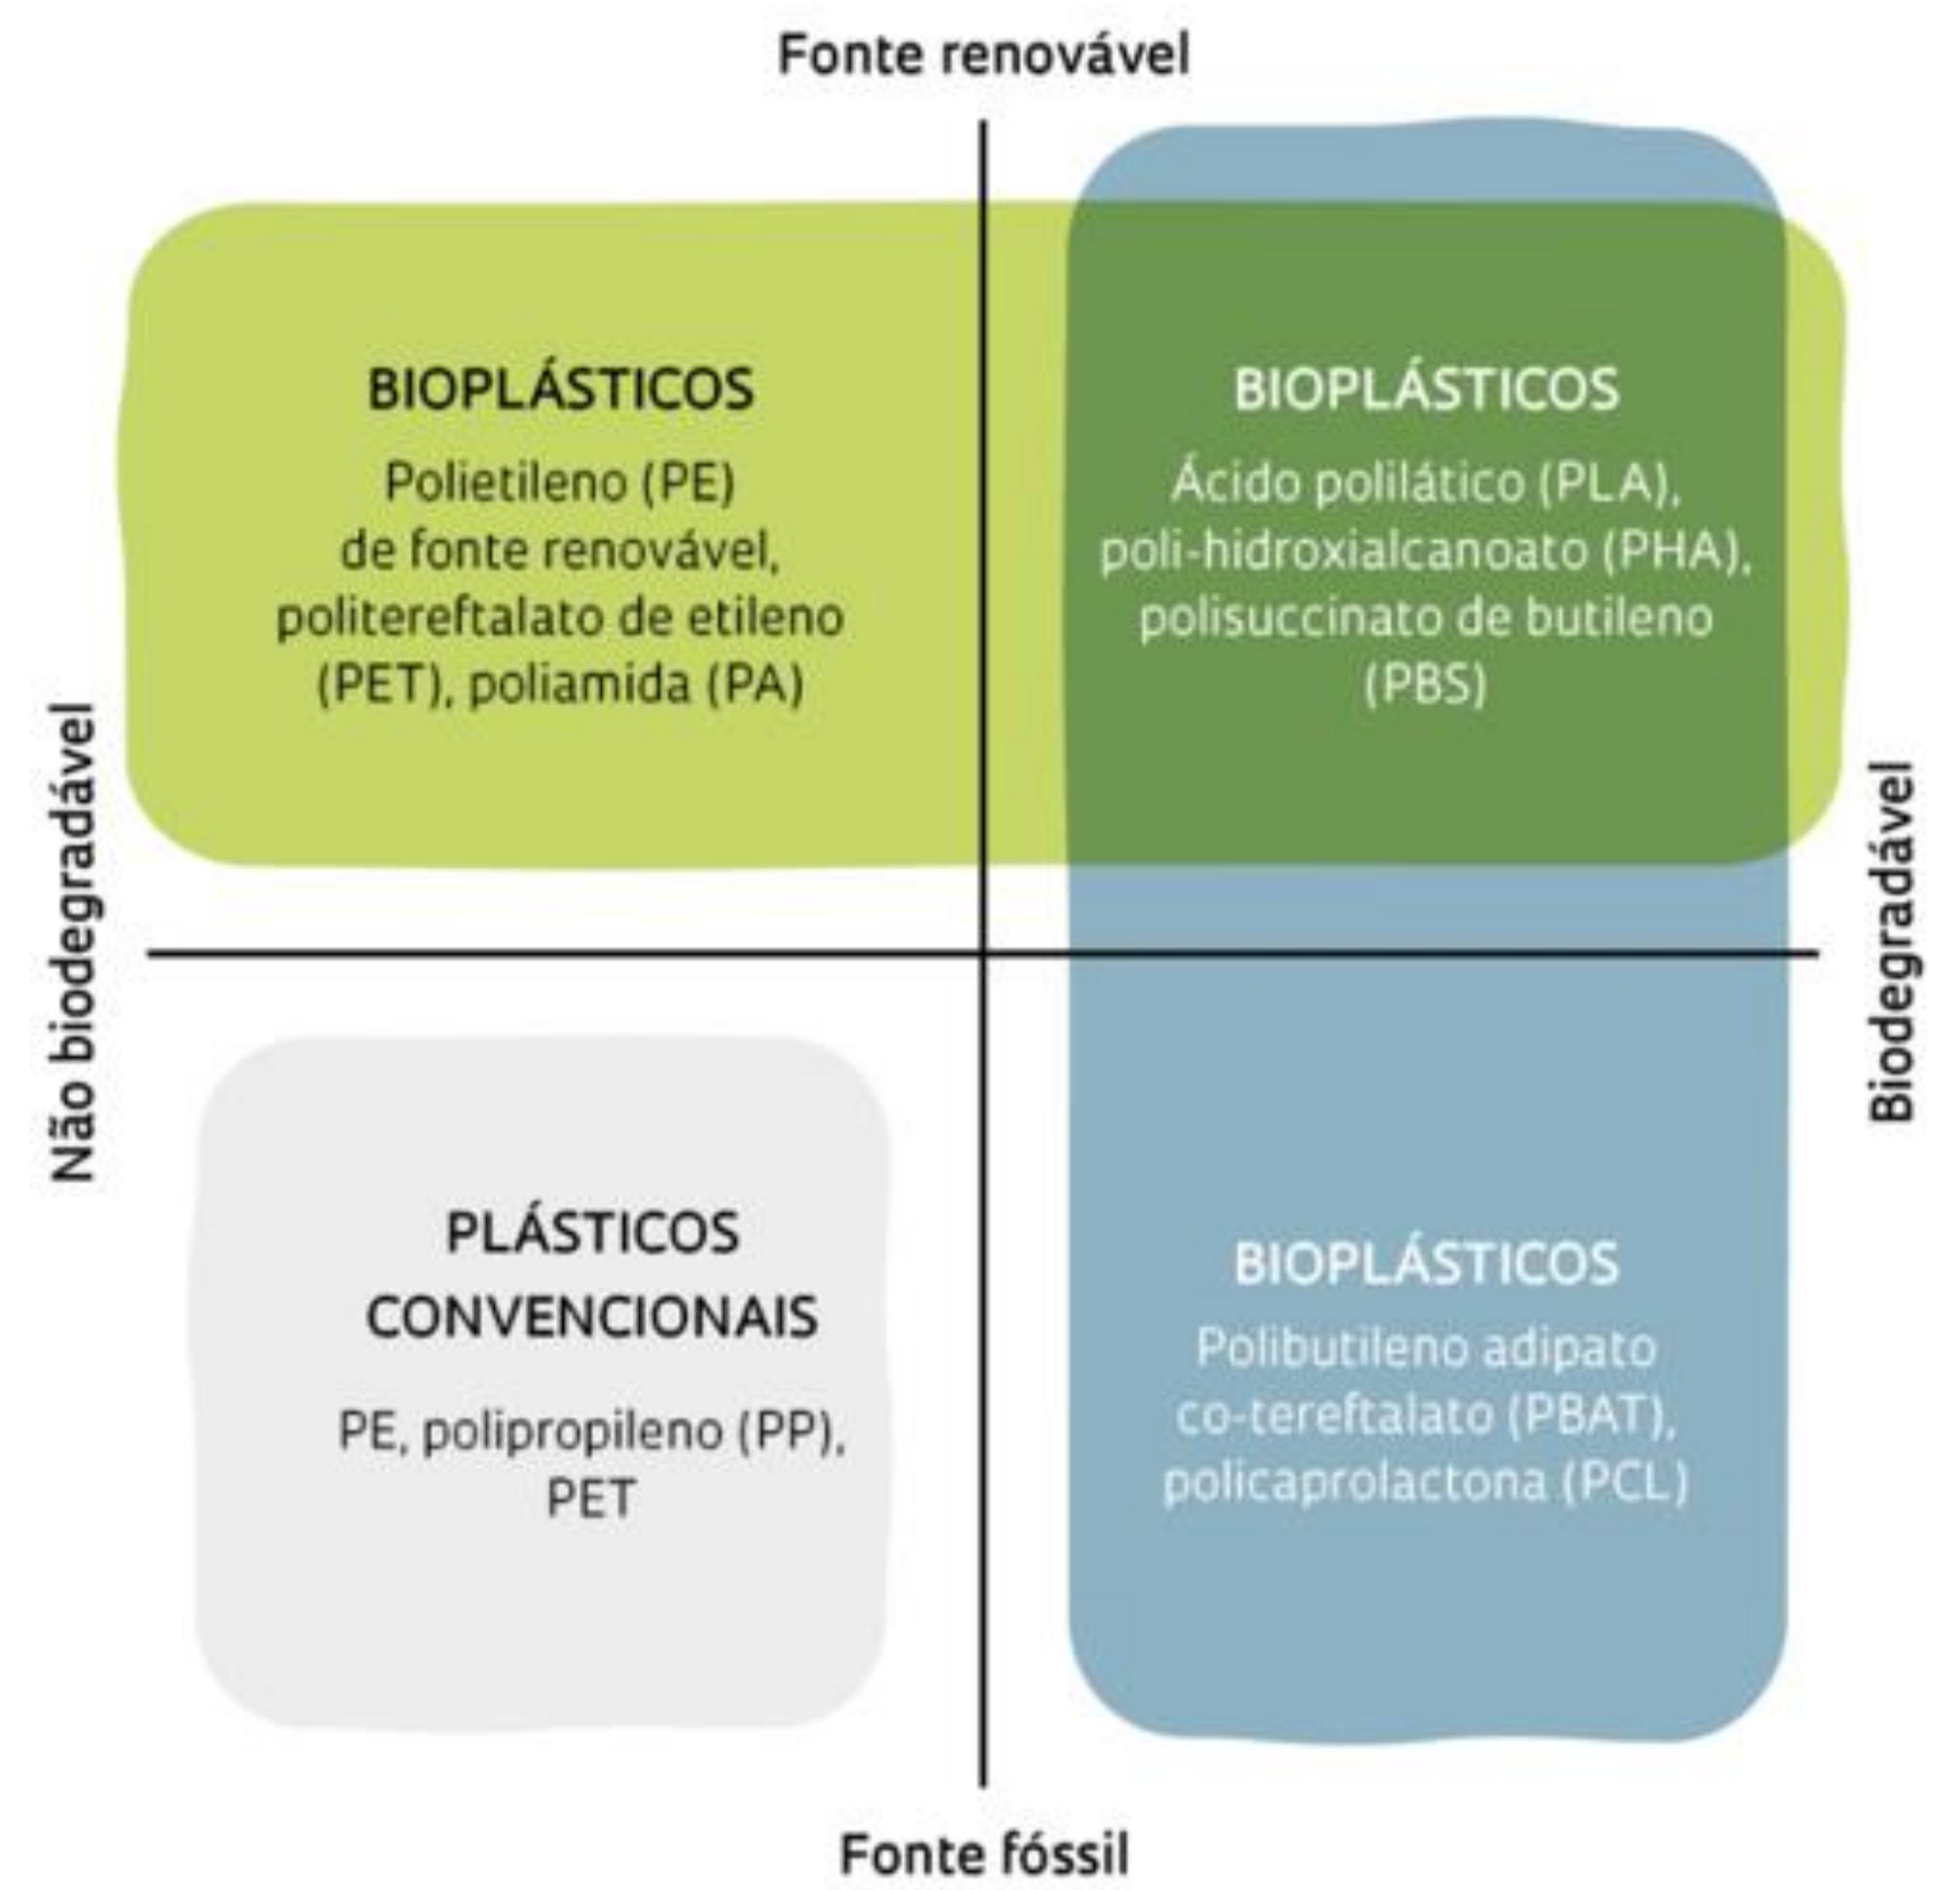 Fonte renovável
BIOPLÁSTICOS
Polietileno (PE)
de fonte renovável,
politereftalato de etileno
(PET), poliamida (PA)
BIOPLÁSTICOS
Ácido polilático (PLA),
poli-hidroxialcanoato (PHA),
polisuccinato de butileno
(PBS)
Não biodegradável
Biodegradável
PLÁSTICOS
CONVENCIONAIS
PE, polipropileno (PP),
PET
BIOPLÁSTICOS
Polibutileno adipato
co-tereftalato (PBAT),
policaprolactona (PCL)
Fonte fóssil